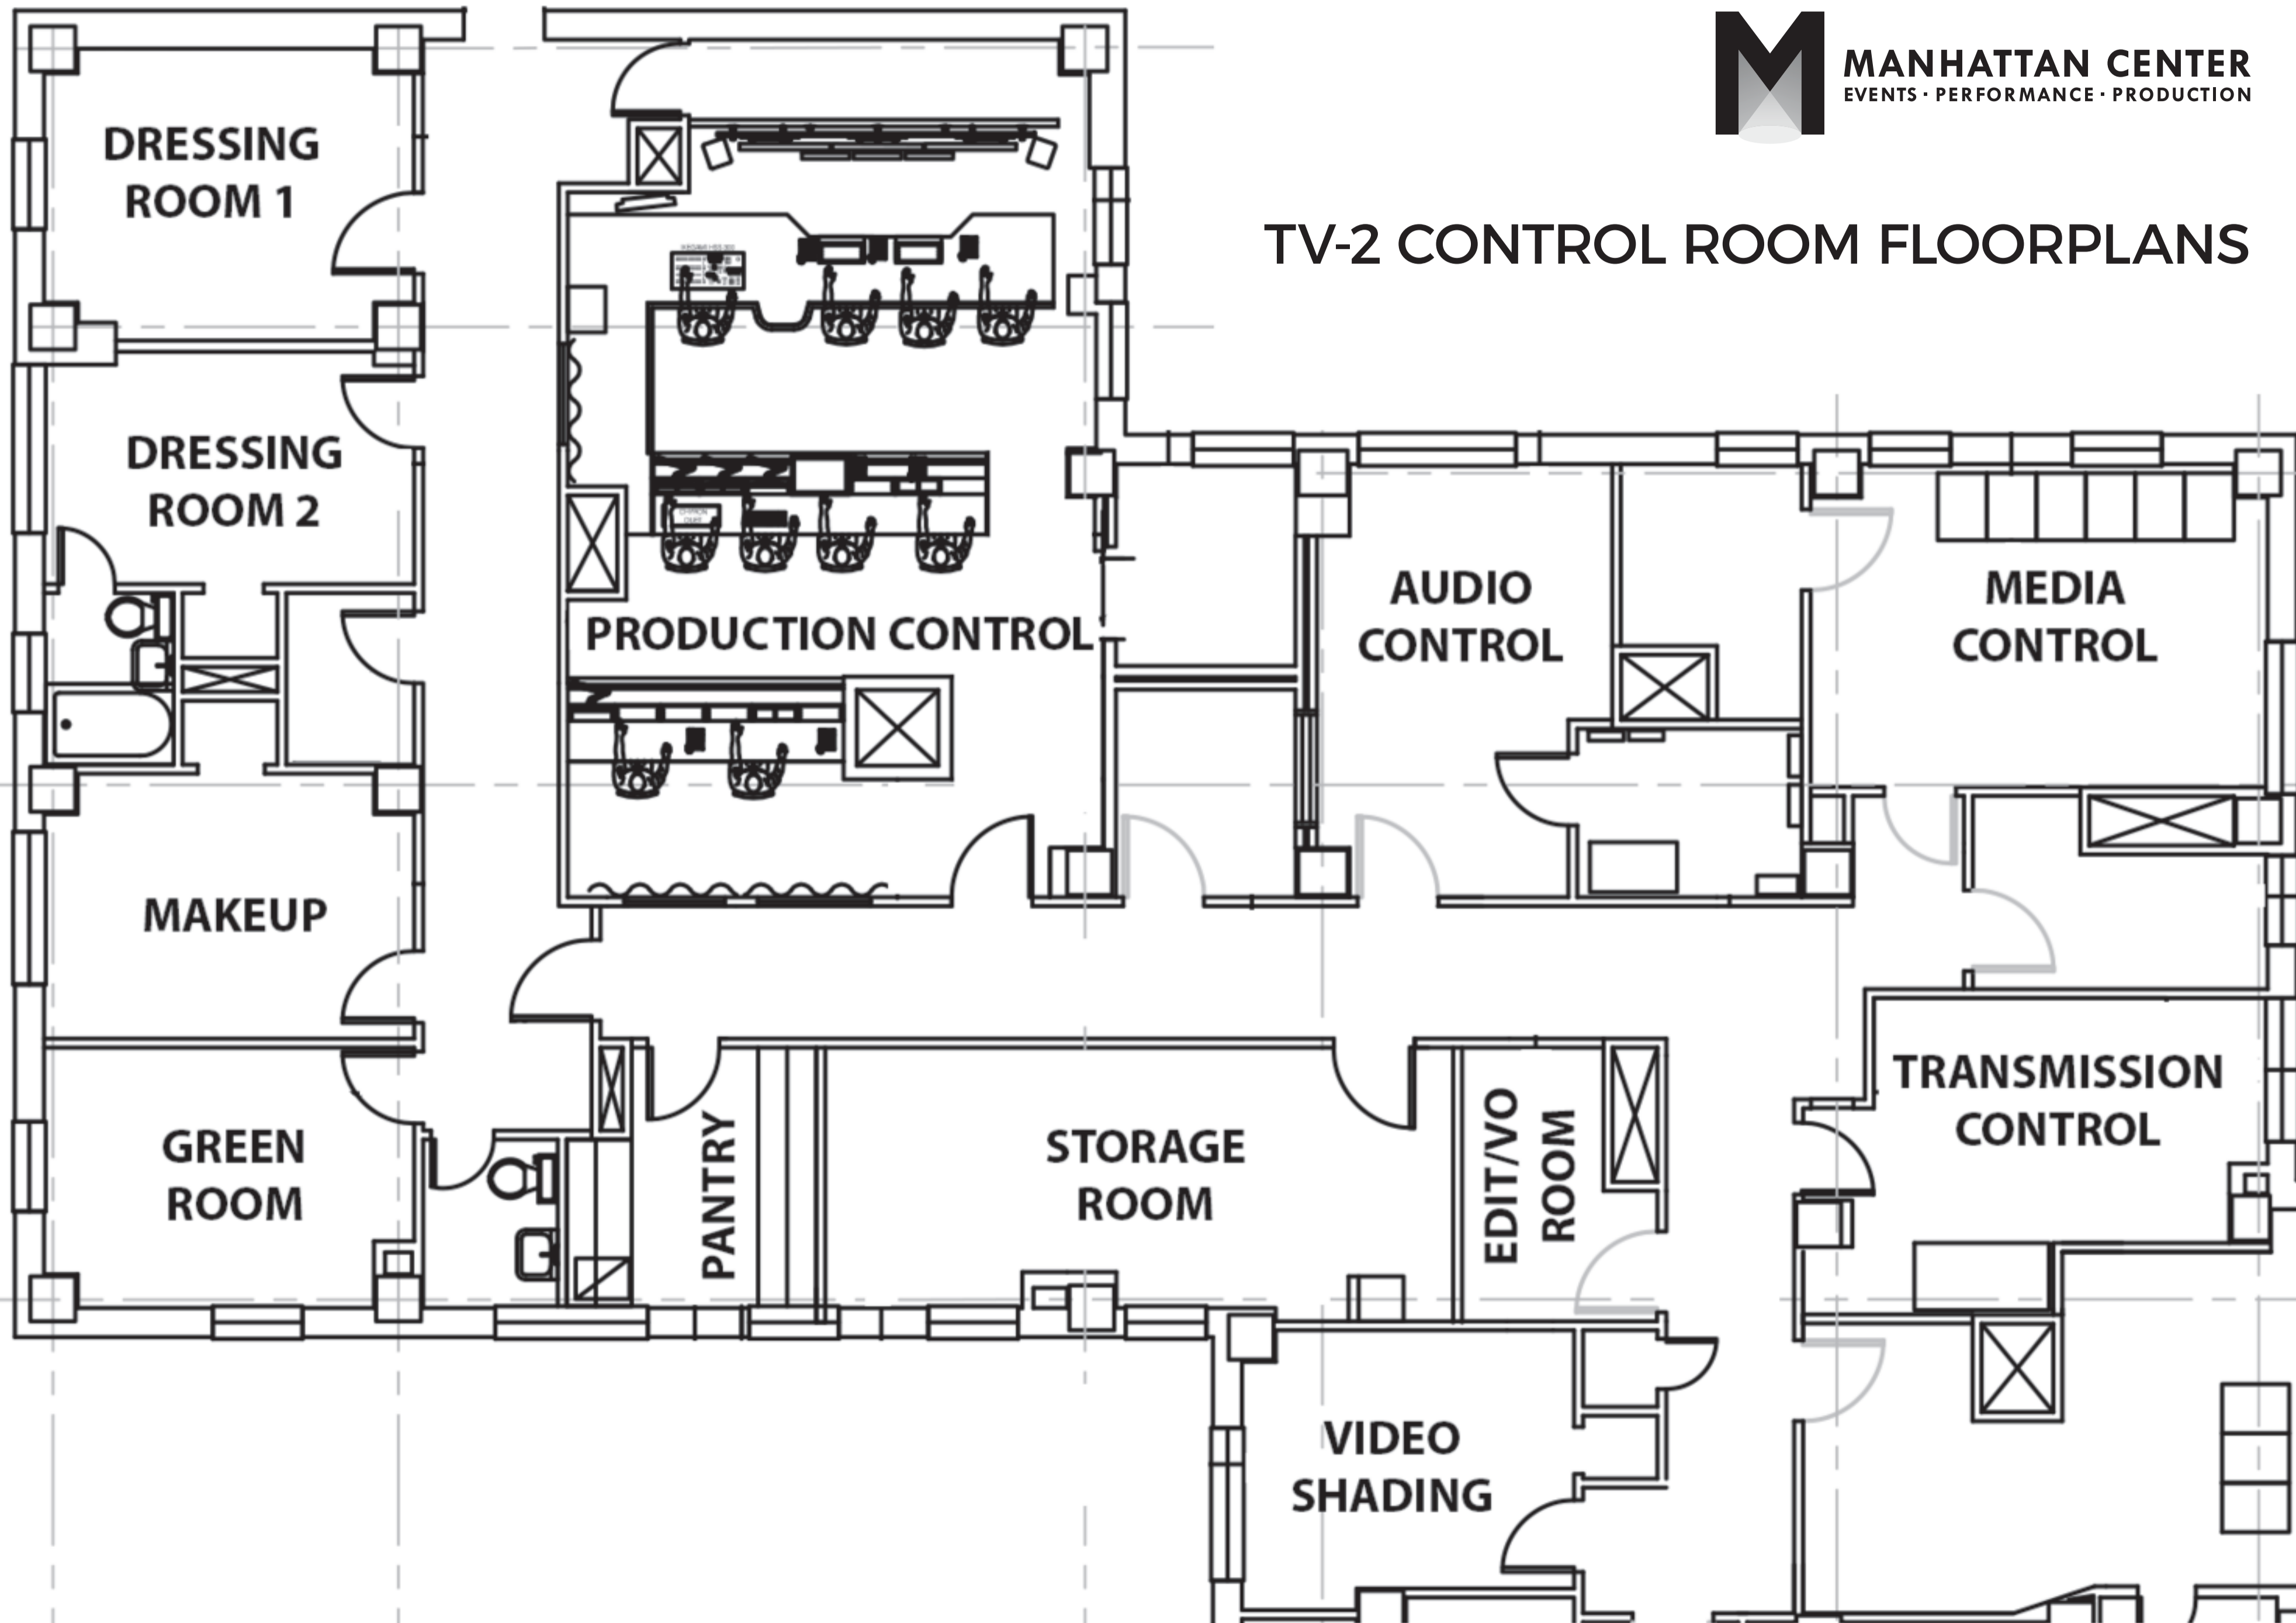 MANHATTAN CENTER
EVENTS · PERFORMANCE · PRODUCTION
TV-2 CONTROL ROOM FLOORPLANS
DRESSING
ROOM 1
DRESSING
ROOM 2
PRODUCTION CONTROL
AUDIO
CONTROL
MEDIA
CONTROL
MAKEUP
GREEN
ROOM
PANTRY
STORAGE
ROOM
EDIT/VO
ROOM
TRANSMISSION
CONTROL
VIDEO
SHADING